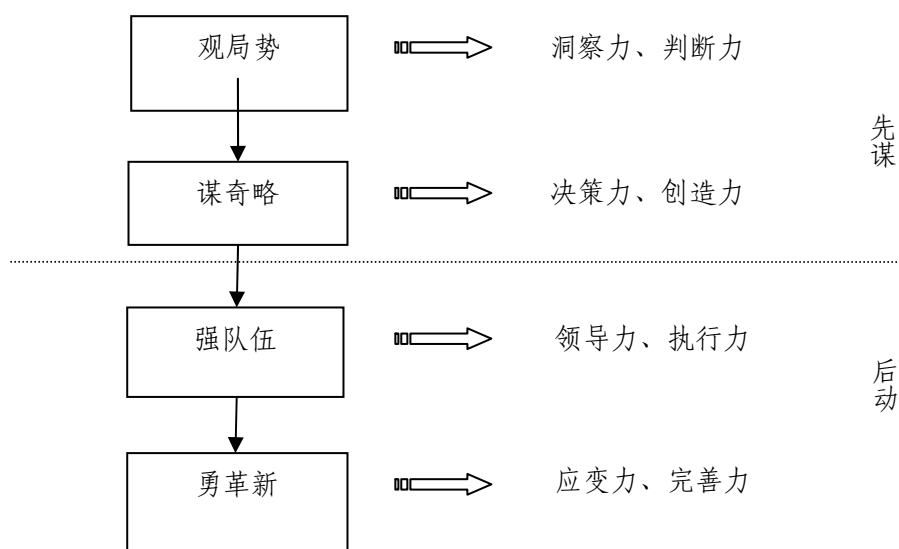 观局势 洞察力、判断力
先谋
谋奇略 决策力、创造力
强队伍 领导力、执行力
后动
勇革新 应变力、完善力